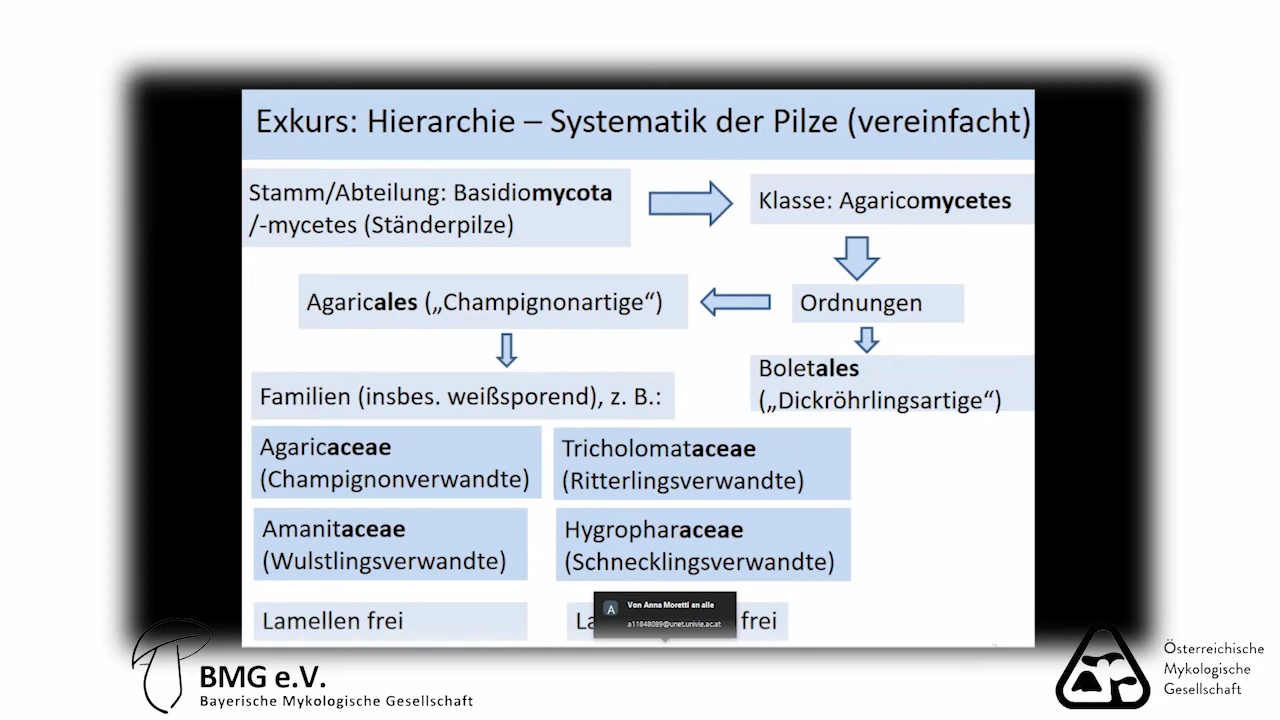 Exkurs: Hierarchie – Systematik der Pilze (vereinfacht)
Stamm/Abteilung: Basidiomycota
/-mycetes (Ständerpilze)
Klasse: Agaricomycetes
Agaricales („Champignonartige“)
Ordnungen
Boletales
(„Dickröhrlingsartige“)
Familien (insbes. weißsporend), z. B.:
Agaricaceae
(Champignonverwandte)
Tricholomataceae
(Ritterlingsverwandte)
Amanitaceae
(Wulstlingsverwandte)
Hygropharaceae
(Schnecklingsverwandte)
Lamellen frei
frei
A
Von Anna Moretti an alle
a11848089@unet.univie.ac.at
BMG e.V.
Bayerische Mykologische Gesellschaft
Österreichische
Mykologische
Gesellschaft